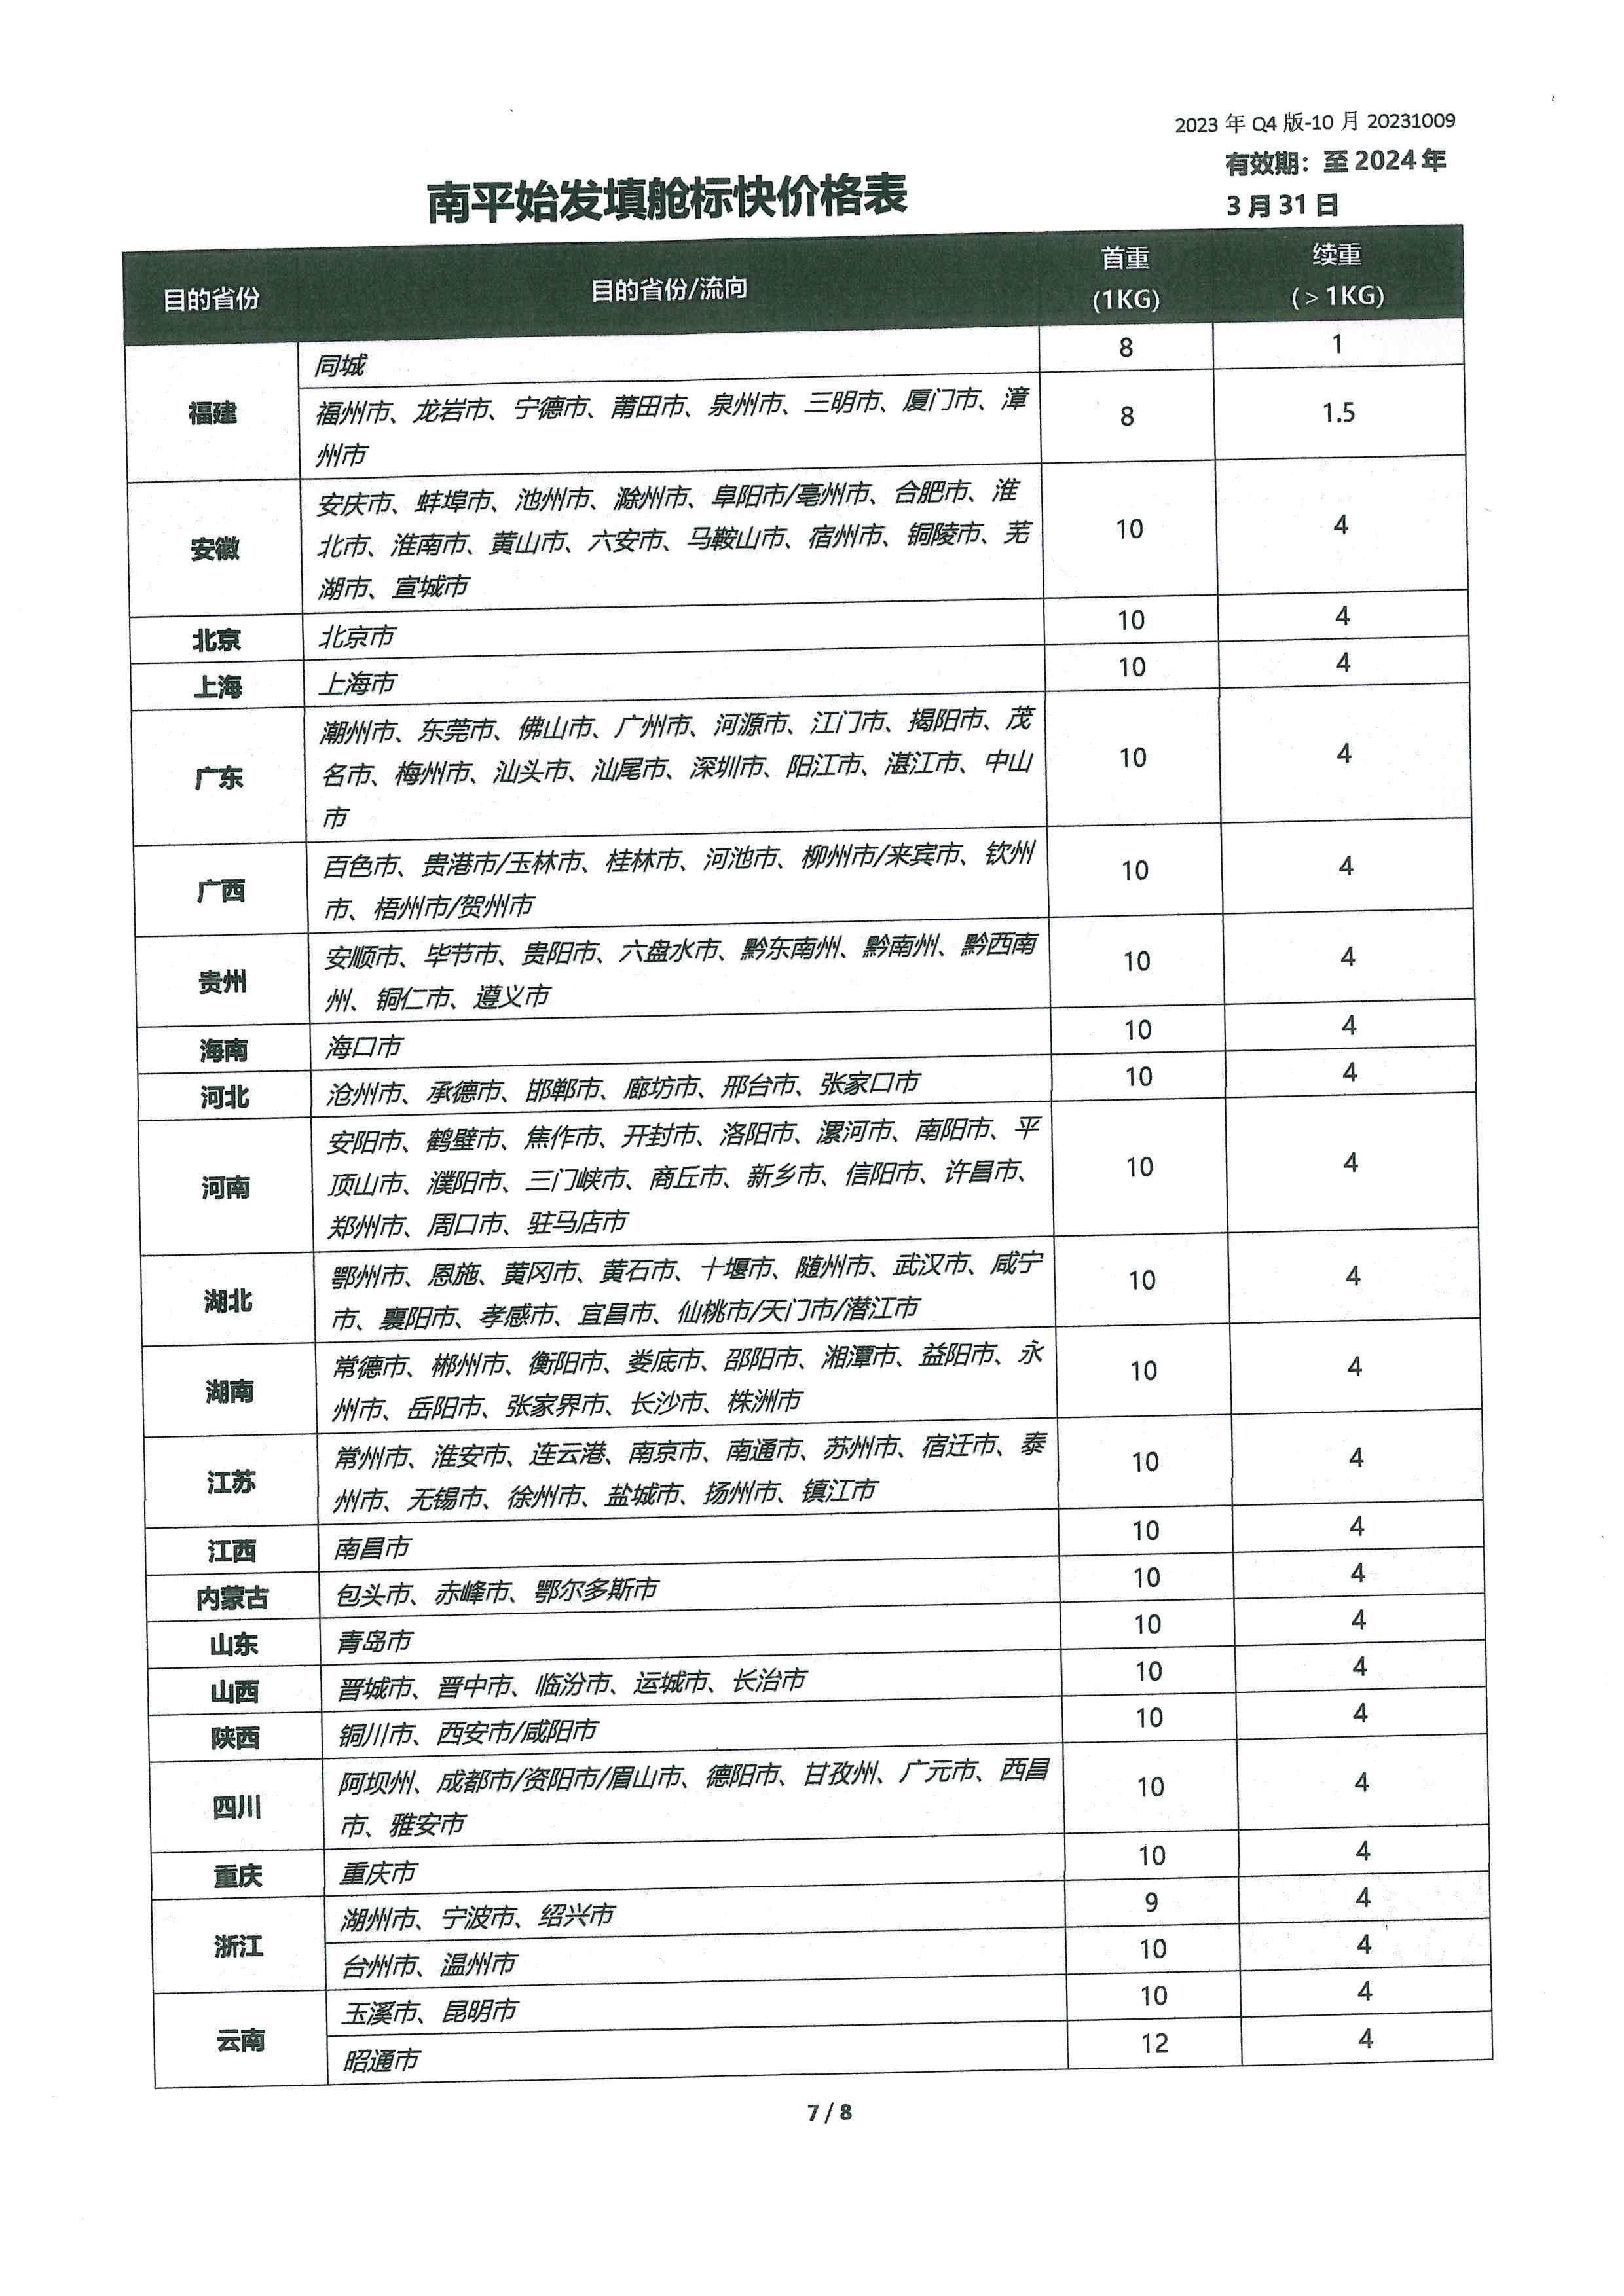 2023 年 Q4 版-10 月 20231009
有效期：至 2024 年
3 月 31 日
南平始发填舱标快价格表
目的省份 目的省份/流向 首重 (1KG) 续重 (＞1KG)
福建 同城 8 1
福州市、龙岩市、宁德市、莆田市、泉州市、三明市、厦门市、漳
州市 8 1.5
安徽 安庆市、蚌埠市、池州市、滁州市、阜阳市/亳州市、合肥市、淮
北市、淮南市、黄山市、六安市、马鞍山市、宿州市、铜陵市、芜
湖市、宣城市 10 4
北京 北京市 10 4
上海 上海市 10 4
广东 潮州市、东莞市、佛山市、广州市、河源市、江门市、揭阳市、茂
名市、梅州市、汕头市、汕尾市、深圳市、阳江市、湛江市、中山
市 10 4
广西 百色市、贵港市/玉林市、桂林市、河池市、柳州市/来宾市、钦州
市、梧州市/贺州市 10 4
贵州 安顺市、毕节市、贵阳市、六盘水市、黔东南州、黔南州、黔西南
州、铜仁市、遵义市 10 4
海南 海口市 10 4
河北 沧州市、承德市、邯郸市、廊坊市、邢台市、张家口市 10 4
河南 安阳市、鹤壁市、焦作市、开封市、洛阳市、漯河市、南阳市、平
顶山市、濮阳市、三门峡市、商丘市、新乡市、信阳市、许昌市、
郑州市、周口市、驻马店市 10 4
湖北 鄂州市、恩施、黄冈市、黄石市、十堰市、随州市、武汉市、咸宁
市、襄阳市、孝感市、宜昌市、仙桃市/天门市/潜江市 10 4
湖南 常德市、郴州市、衡阳市、娄底市、邵阳市、湘潭市、益阳市、永
州市、岳阳市、张家界市、长沙市、株洲市 10 4
江苏 常州市、淮安市、连云港、南京市、南通市、苏州市、宿迁市、泰
州市、无锡市、徐州市、盐城市、扬州市、镇江市 10 4
江西 南昌市 10 4
内蒙古 包头市、赤峰市、鄂尔多斯市 10 4
山东 青岛市 10 4
山西 晋城市、晋中市、临汾市、运城市、长治市 10 4
陕西 铜川市、西安市/咸阳市 10 4
四川 阿坝州、成都市/资阳市/眉山市、德阳市、甘孜州、广元市、西昌
市、雅安市 10 4
重庆 重庆市 10 4
浙江 湖州市、宁波市、绍兴市 9 4
台州市、温州市 10 4
云南 玉溪市、昆明市 10 4
昭通市 12 4
7 / 8